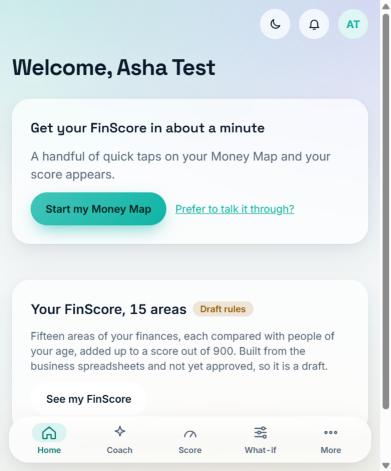 AT
Welcome, Asha Test
Get your FinScore in about a minute
A handful of quick taps on your Money Map and your
score appears.
Start my Money Map
Prefer to talk it through?
Your FinScore, 15 areas
Draft rules
Fifteen areas of your finances, each compared with people of
your age, added up to a score out of 900. Built from the
business spreadsheets and not yet approved, so it is a draft.
See my FinScore
Home
Coach
Score
What-if
More